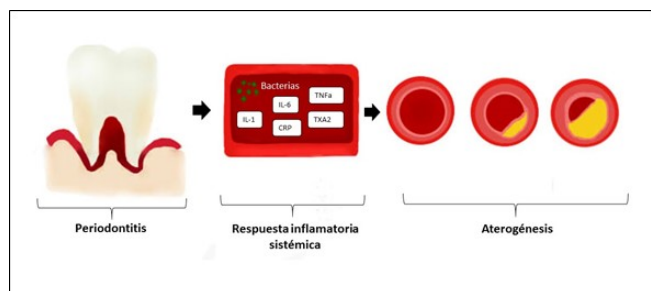 Bacterias
TNFa
IL-6
IL-1
TXA2
CRP
Periodontitis
Respuesta inflamatoria
sistémica
Aterogénesis